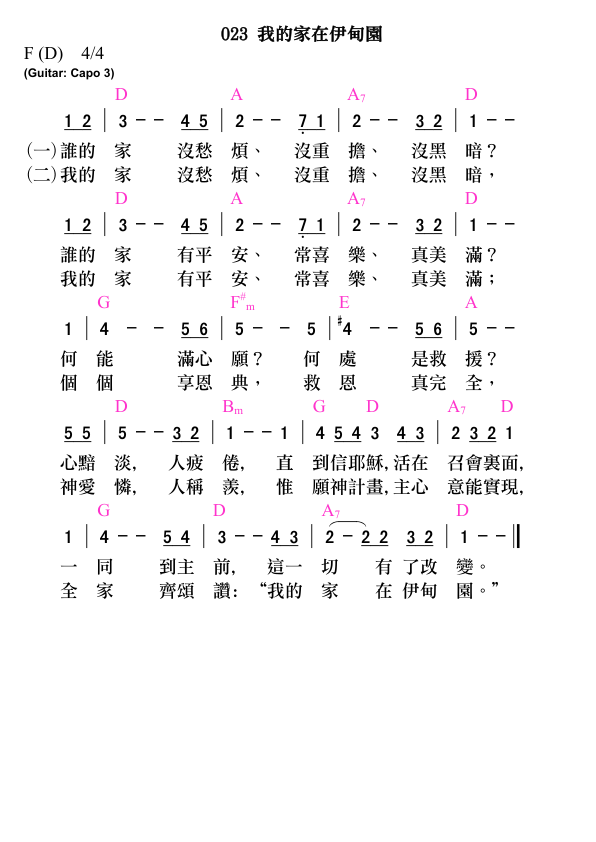 023 我的家在伊甸園
F (D) 4/4
(Guitar: Capo 3)
D A A7 D
1 2 | 3 - - 4 5 | 2 - - 7 1 | 2 - - 3 2 | 1 - -
(一)誰的 家 沒愁 煩、 沒重 擔、 沒黑 暗？
(二)我的 家 沒愁 煩、 沒重 擔、 沒黑 暗，
D A A7 D
1 2 | 3 - - 4 5 | 2 - - 7 1 | 2 - - 3 2 | 1 - -
誰的 家 有平 安、 常喜 樂、 真美 滿？
我的 家 有平 安、 常喜 樂、 真美 滿；
G F#m E A
1 | 4 - - 5 6 | 5 - - 5 | #4 - - 5 6 | 5 - -
何 能 滿心 願？ 何 處 是救 援？
個 個 享恩 典， 救 恩 真完 全，
D Bm G D A7 D
5 5 | 5 - - 3 2 | 1 - - 1 | 4 5 4 3 4 3 | 2 3 2 1
心黯 淡， 人疲 倦， 直 到信耶穌，活在 召會裏面，
神愛 憐， 人稱 羨， 惟 願神計畫，主心 意能實現，
G D A7 D
1 | 4 - - 5 4 | 3 - - 4 3 | 2 - 2 2 3 2 | 1 - - ||
一 同 到主 前， 這一 切 有 了改 變。
全 家 齊頌 讚：“我的 家 在 伊甸 園。”